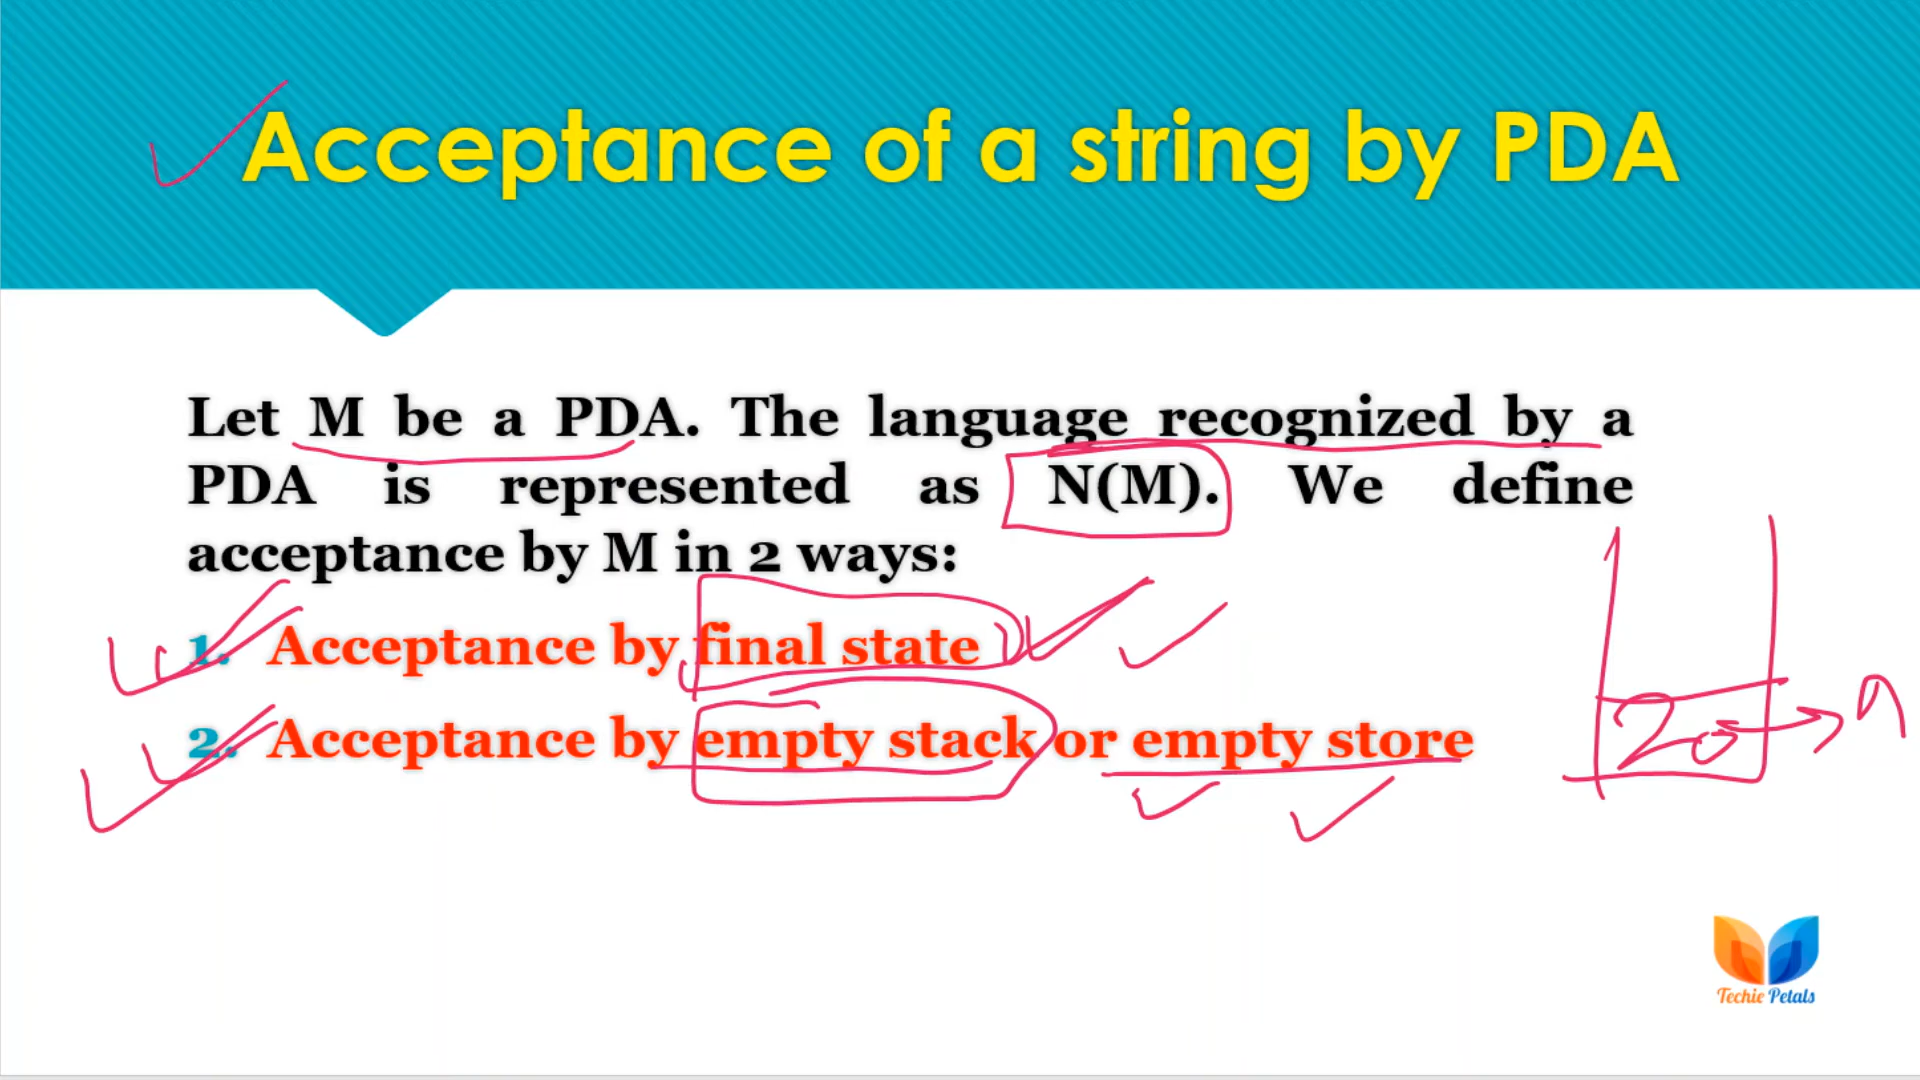 Acceptance of a string by PDA
Let M be a PDA. The language recognized by a
PDA is represented as N(M). We define
acceptance by M in 2 ways:
1. Acceptance by final state
2. Acceptance by empty stack or empty store
Z0
Techie Petals